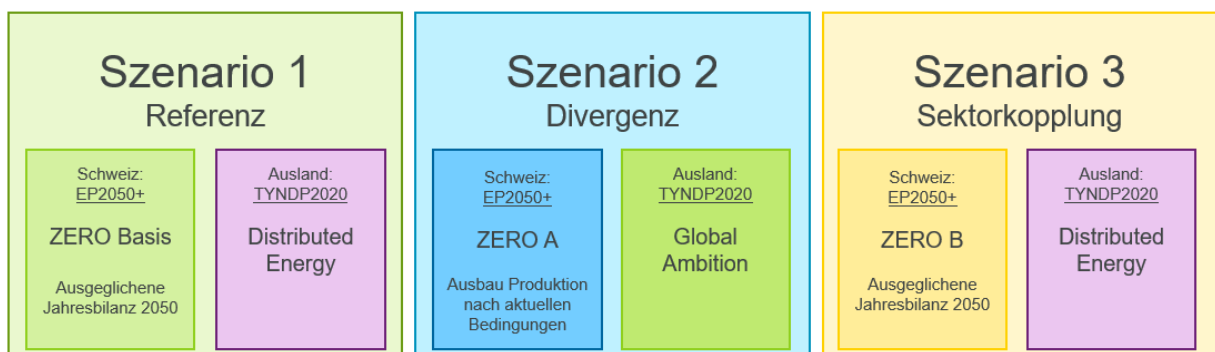 Szenario 1
Referenz
Schweiz:
EP2050+
ZERO Basis
Ausgeglichene
Jahresbilanz 2050
Ausland:
TYNDP2020
Distributed
Energy
Szenario 2
Divergenz
Schweiz:
EP2050+
ZERO A
Ausbau Produktion
nach aktuellen
Bedingungen
Ausland:
TYNDP2020
Global
Ambition
Szenario 3
Sektorkopplung
Schweiz:
EP2050+
ZERO B
Ausgeglichene
Jahresbilanz 2050
Ausland:
TYNDP2020
Distributed
Energy